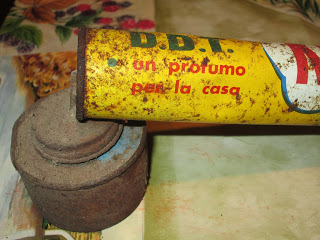 D.D.T.
un profumo
per la casa